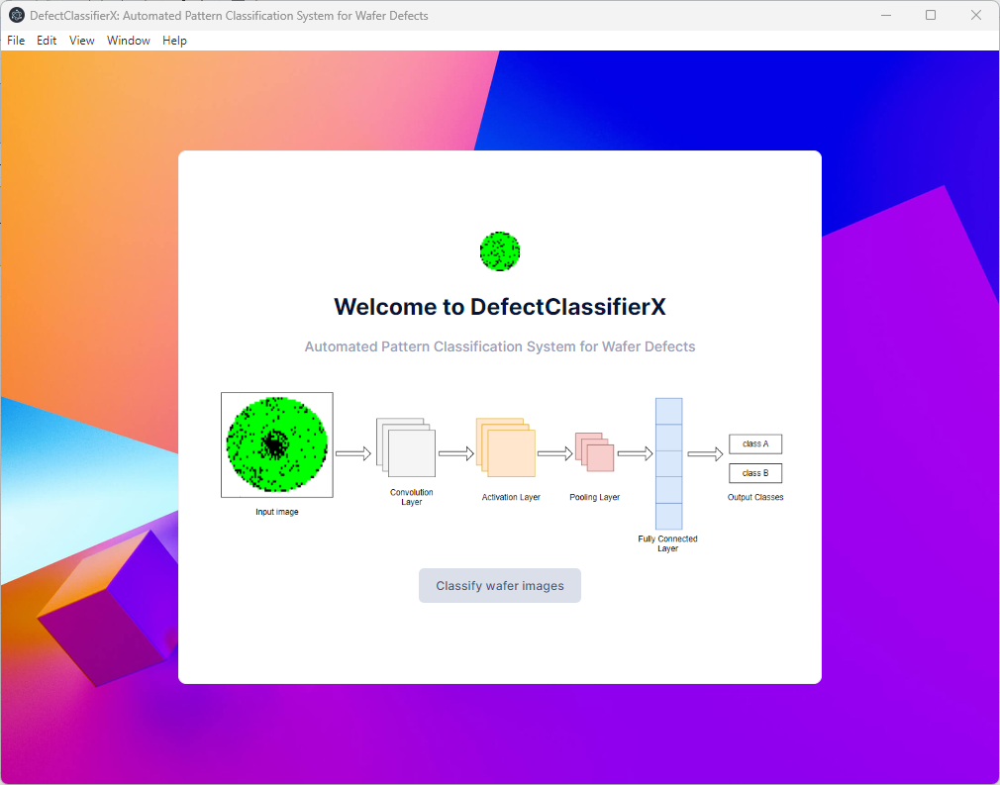 DefectClassifierX: Automated Pattern Classification System for Wafer Defects
File Edit View Window Help
Welcome to DefectClassifierX
Automated Pattern Classification System for Wafer Defects
Input image
Convolution
Layer
Activation Layer
Pooling Layer
Fully Connected
Layer
class A
class B
Output Classes
Classify wafer images